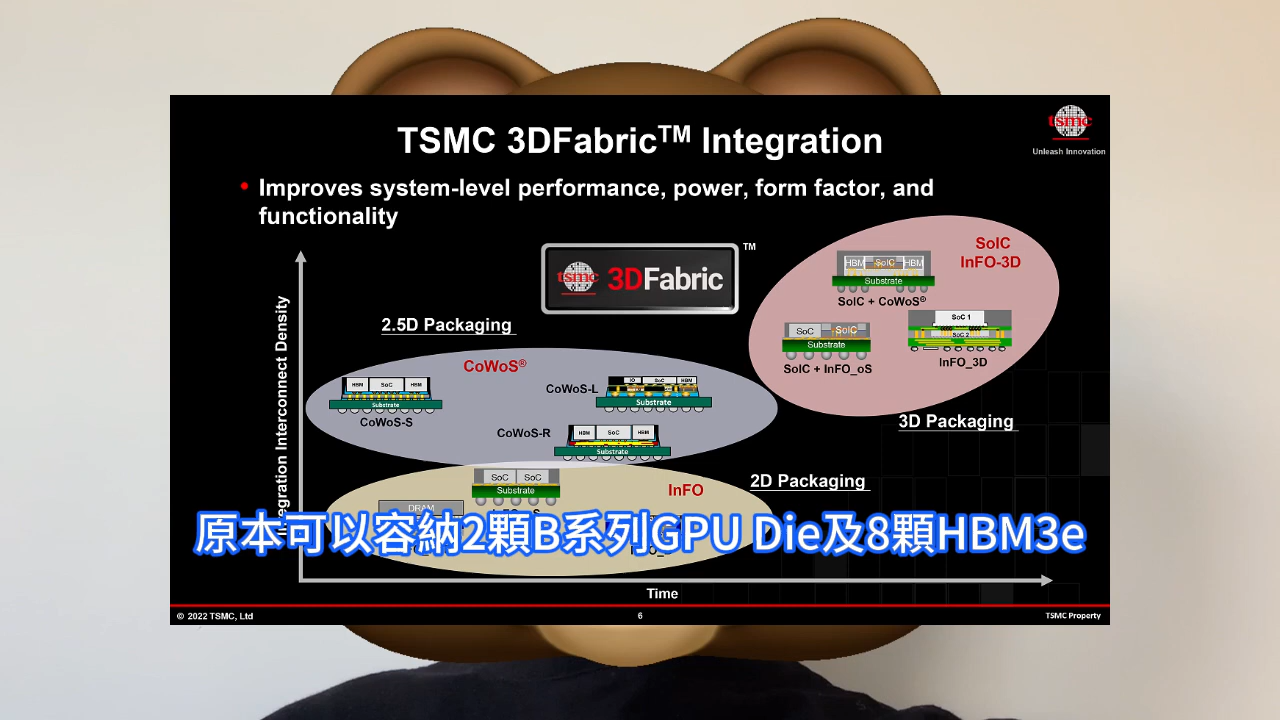 TSMC 3DFabric™ Integration
tsmc
Unleash Innovation
• Improves system-level performance, power, form factor, and
functionality
tsmc 3DFabric
TM
SoIC
InFO-3D
HBM SoIC HBM
Substrate
SoIC + CoWoS®
SoC SoIC
Substrate
SoIC + InFO_oS
SoC 1
SoC 2
InFO_3D
3D Packaging
2.5D Packaging
CoWoS®
HBM SoC HBM
Substrate
CoWoS-S
CoWoS-L
SoC HBM
Substrate
CoWoS-R
HBM SoC HBM
Substrate
2D Packaging
InFO
SoC SoC
Substrate
DRAM
Integration Interconnect Density
原本可以容納2顆B系列GPU Die及8顆HBM3e
Time
© 2022 TSMC, Ltd
6
TSMC Property